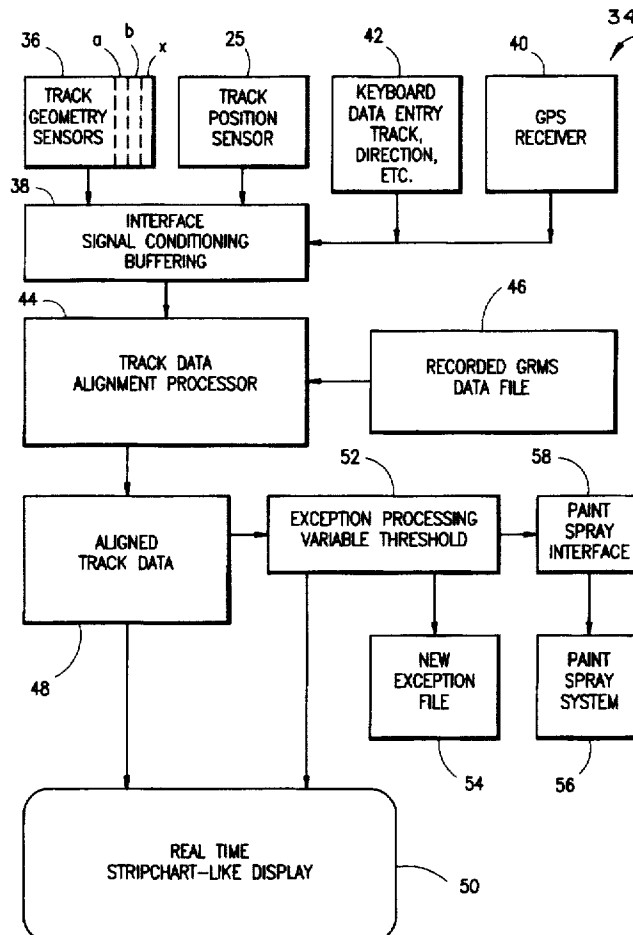 34
36
a
b
x
25
42
40
TRACK
GEOMETRY
SENSORS
TRACK
POSITION
SENSOR
KEYBOARD
DATA ENTRY
TRACK,
DIRECTION,
ETC.
GPS
RECEIVER
38
INTERFACE
SIGNAL CONDITIONING
BUFFERING
44
46
TRACK DATA
ALIGNMENT PROCESSOR
RECORDED GRMS
DATA FILE
52
58
ALIGNED
TRACK DATA
EXCEPTION PROCESSING
VARIABLE THRESHOLD
PAINT
SPRAY
INTERFACE
48
NEW
EXCEPTION
FILE
PAINT
SPRAY
SYSTEM
54
56
REAL TIME
STRIPCHART-LIKE DISPLAY
50